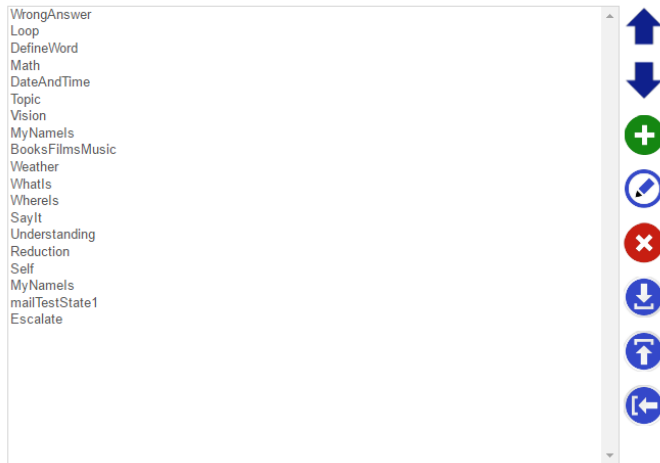 WrongAnswer
Loop
DefineWord
Math
DateAndTime
Topic
Vision
MyNameIs
BooksFilmsMusic
Weather
WhatIs
WhereIs
SayIt
Understanding
Reduction
Self
MyNameIs
mailTestState1
Escalate